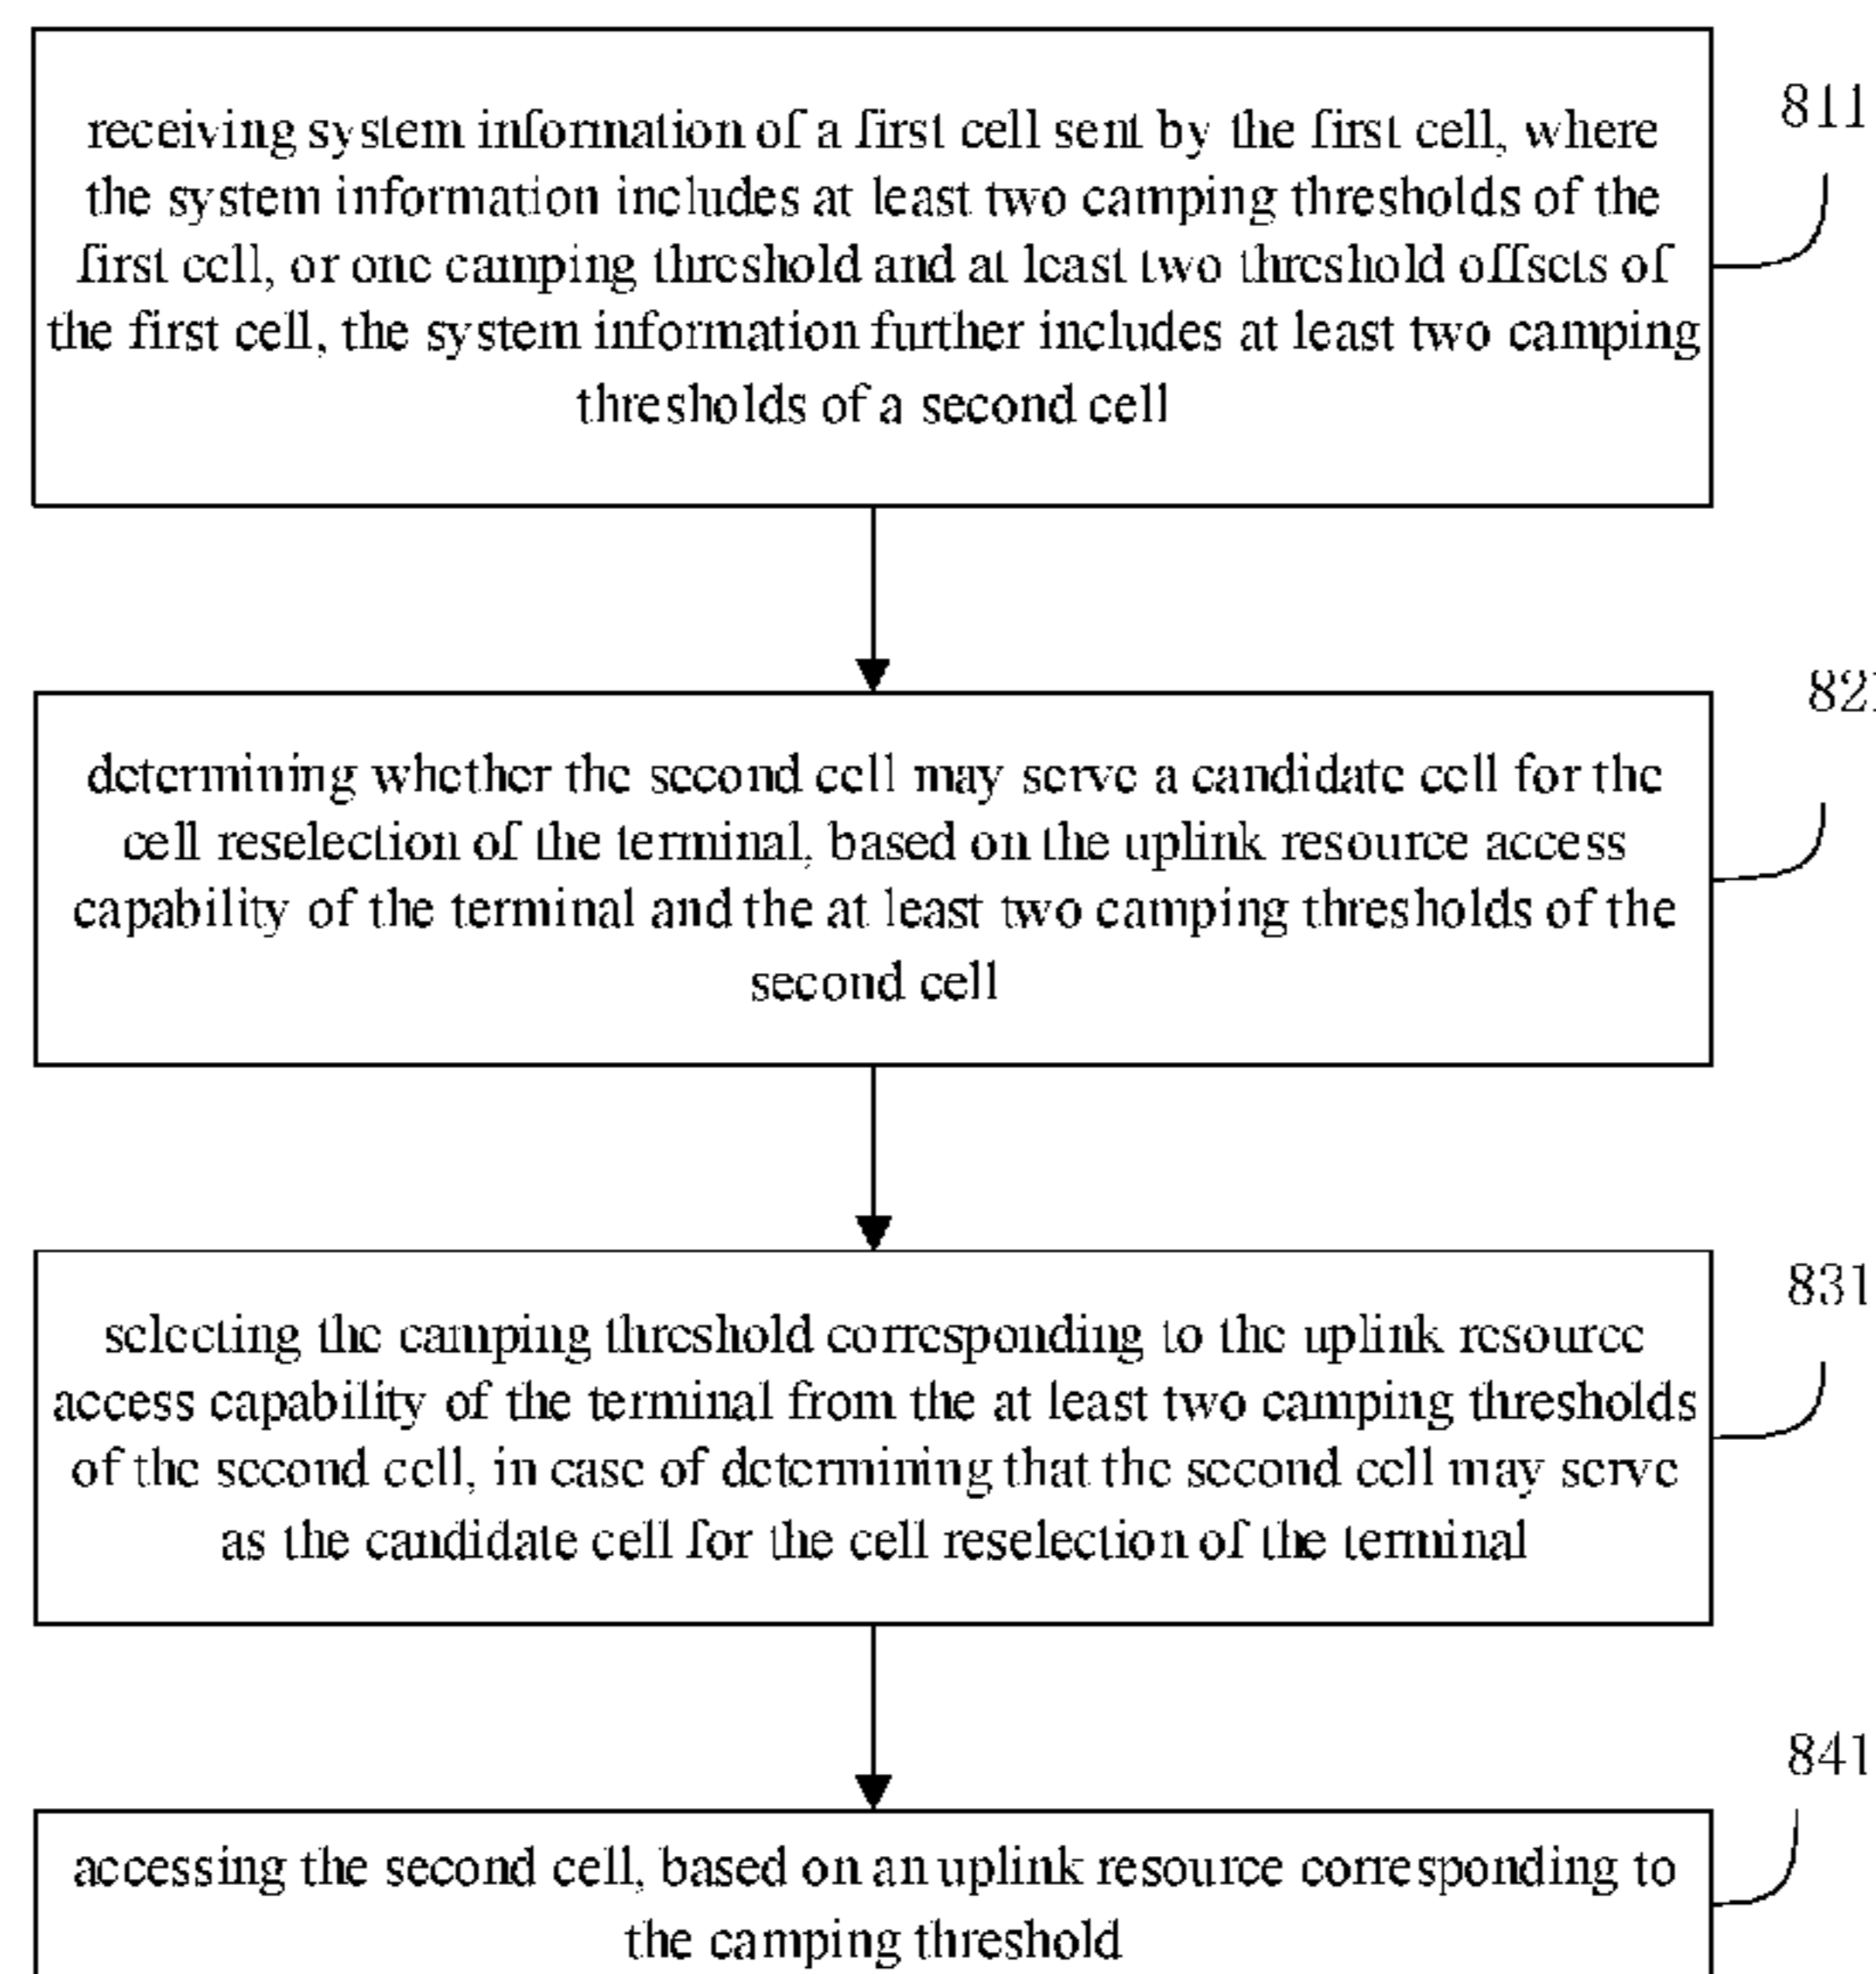 receiving system information of a first cell sent by the first cell, where
811
the system information includes at least two camping thresholds of the
first cell, or one camping threshold and at least two threshold offsets of
the first cell, the system information further includes at least two camping
thresholds of a second cell
determining whether the second cell may serve a candidate cell for the
cell reselection of the terminal, based on the uplink resource access
capability of the terminal and the at least two camping thresholds of the
second cell
831
selecting the camping threshold corresponding to the uplink resource
access capability of the terminal from the at least two camping thresholds
of the second cell, in case of determining that the second cell may serve
as the candidate cell for the cell reselection of the terminal
841
accessing the second cell, based on an uplink resource corresponding to
the camping threshold